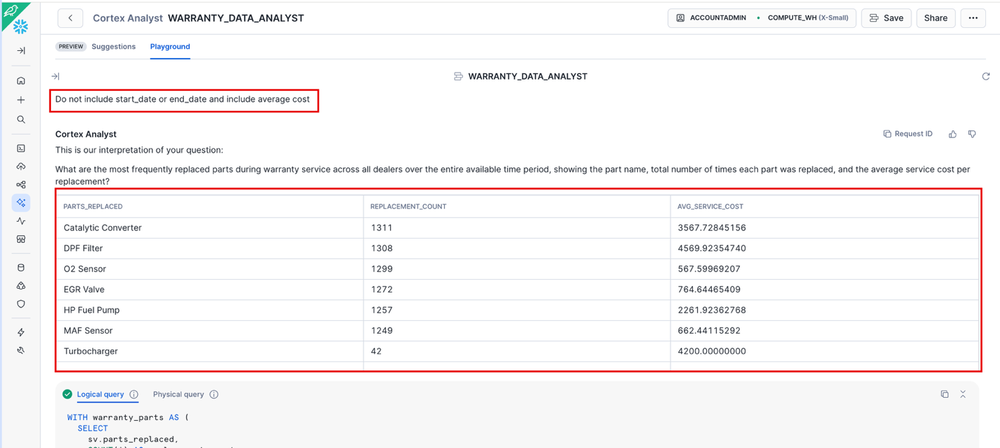 Cortex Analyst WARRANTY_DATA_ANALYST
ACCOUNTADMIN • COMPUTE_WH (X-Small)
Save
Share
PREVIEW Suggestions Playground
WARRANTY_DATA_ANALYST
Do not include start_date or end_date and include average cost
Cortex Analyst
Request ID
This is our interpretation of your question:
What are the most frequently replaced parts during warranty service across all dealers over the entire available time period, showing the part name, total number of times each part was replaced, and the average service cost per
replacement?
PARTS_REPLACED REPLACEMENT_COUNT AVG_SERVICE_COST
Catalytic Converter 1311 3567.72845156
DPF Filter 1308 4569.92354740
O2 Sensor 1299 567.59969207
EGR Valve 1272 764.64465409
HP Fuel Pump 1257 2261.92362768
MAF Sensor 1249 662.44115292
Turbocharger 42 4200.00000000
Logical query Physical query
WITH warranty_parts AS (
SELECT
sv.parts_replaced,